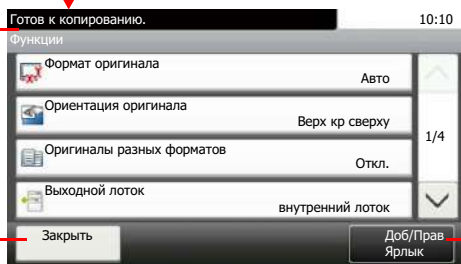 Готов к копированию. 10:10
Функции
Формат оригинала
Авто
Ориентация оригинала
Верх кр сверху
1/4
Оригиналы разных форматов
Откл.
Выходной лоток
внутренний лоток
Закрыть
Доб/Прав
Ярлык